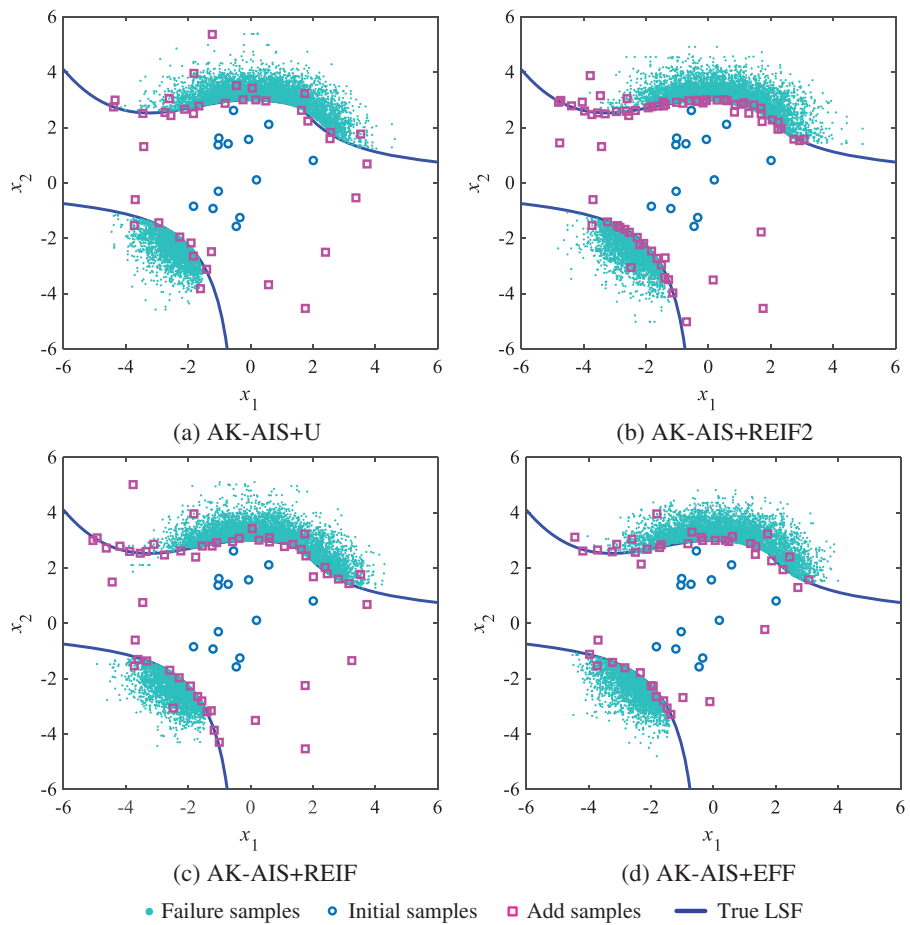 6
4
2
0
-2
-4
-6
x2
-6 -4 -2 0 2 4 6
x1
(a) AK-AIS+U
6
4
2
0
-2
-4
-6
x2
-6 -4 -2 0 2 4 6
x1
(b) AK-AIS+REIF2
6
4
2
0
-2
-4
-6
x2
-6 -4 -2 0 2 4 6
x1
(c) AK-AIS+REIF
6
4
2
0
-2
-4
-6
x2
-6 -4 -2 0 2 4 6
x1
(d) AK-AIS+EFF
Failure samples Initial samples Add samples True LSF